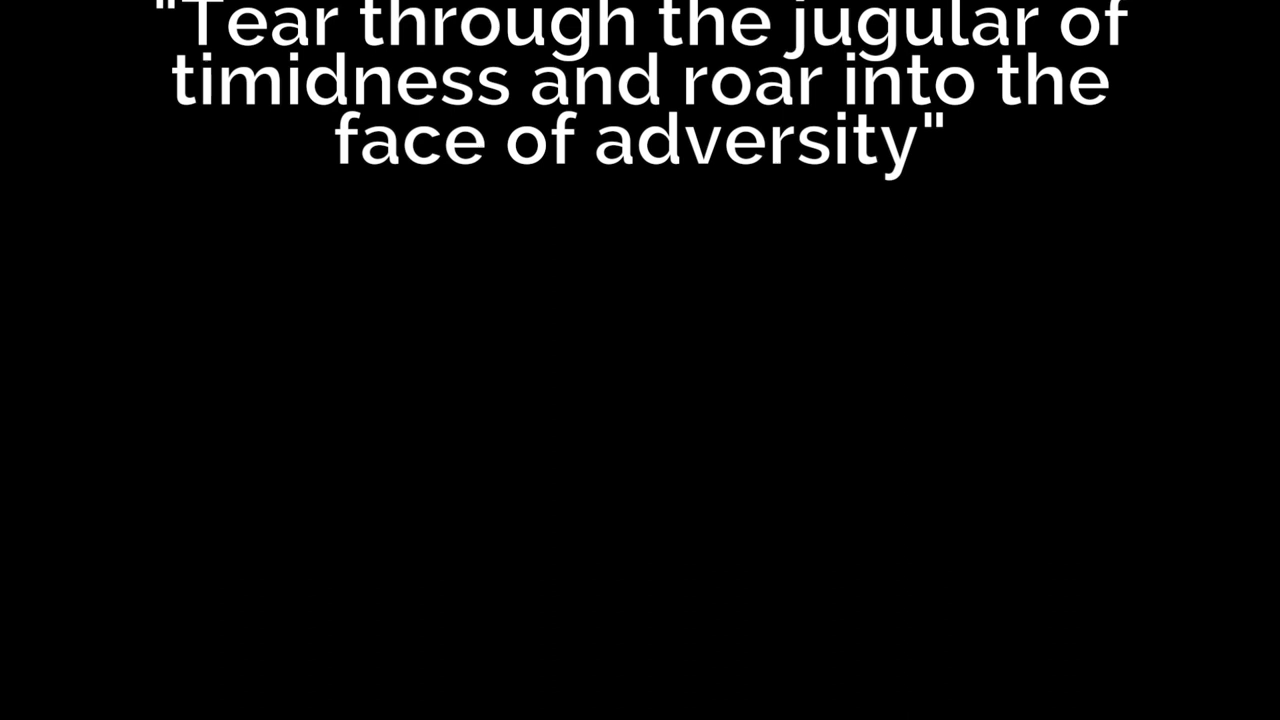 "Tear through the jugular of
timidness and roar into the
face of adversity"